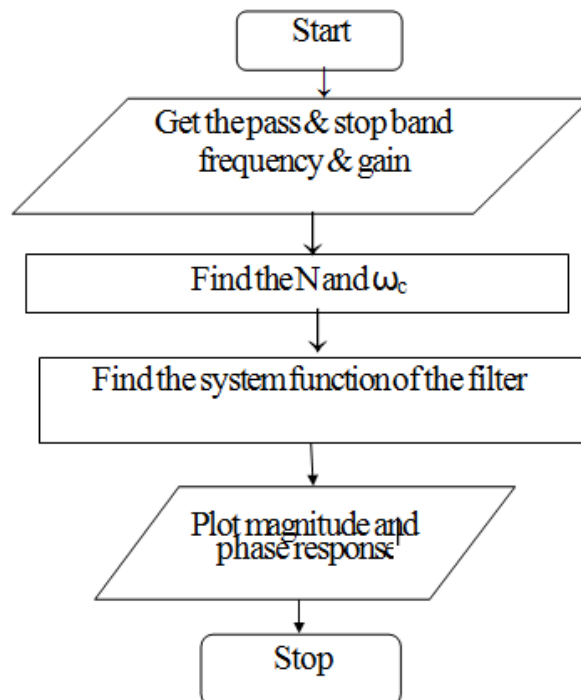 Start
Get the pass & stop band
frequency & gain
Find the N and ωc
Find the system function of the filter
Plot magnitude and
phase response
Stop